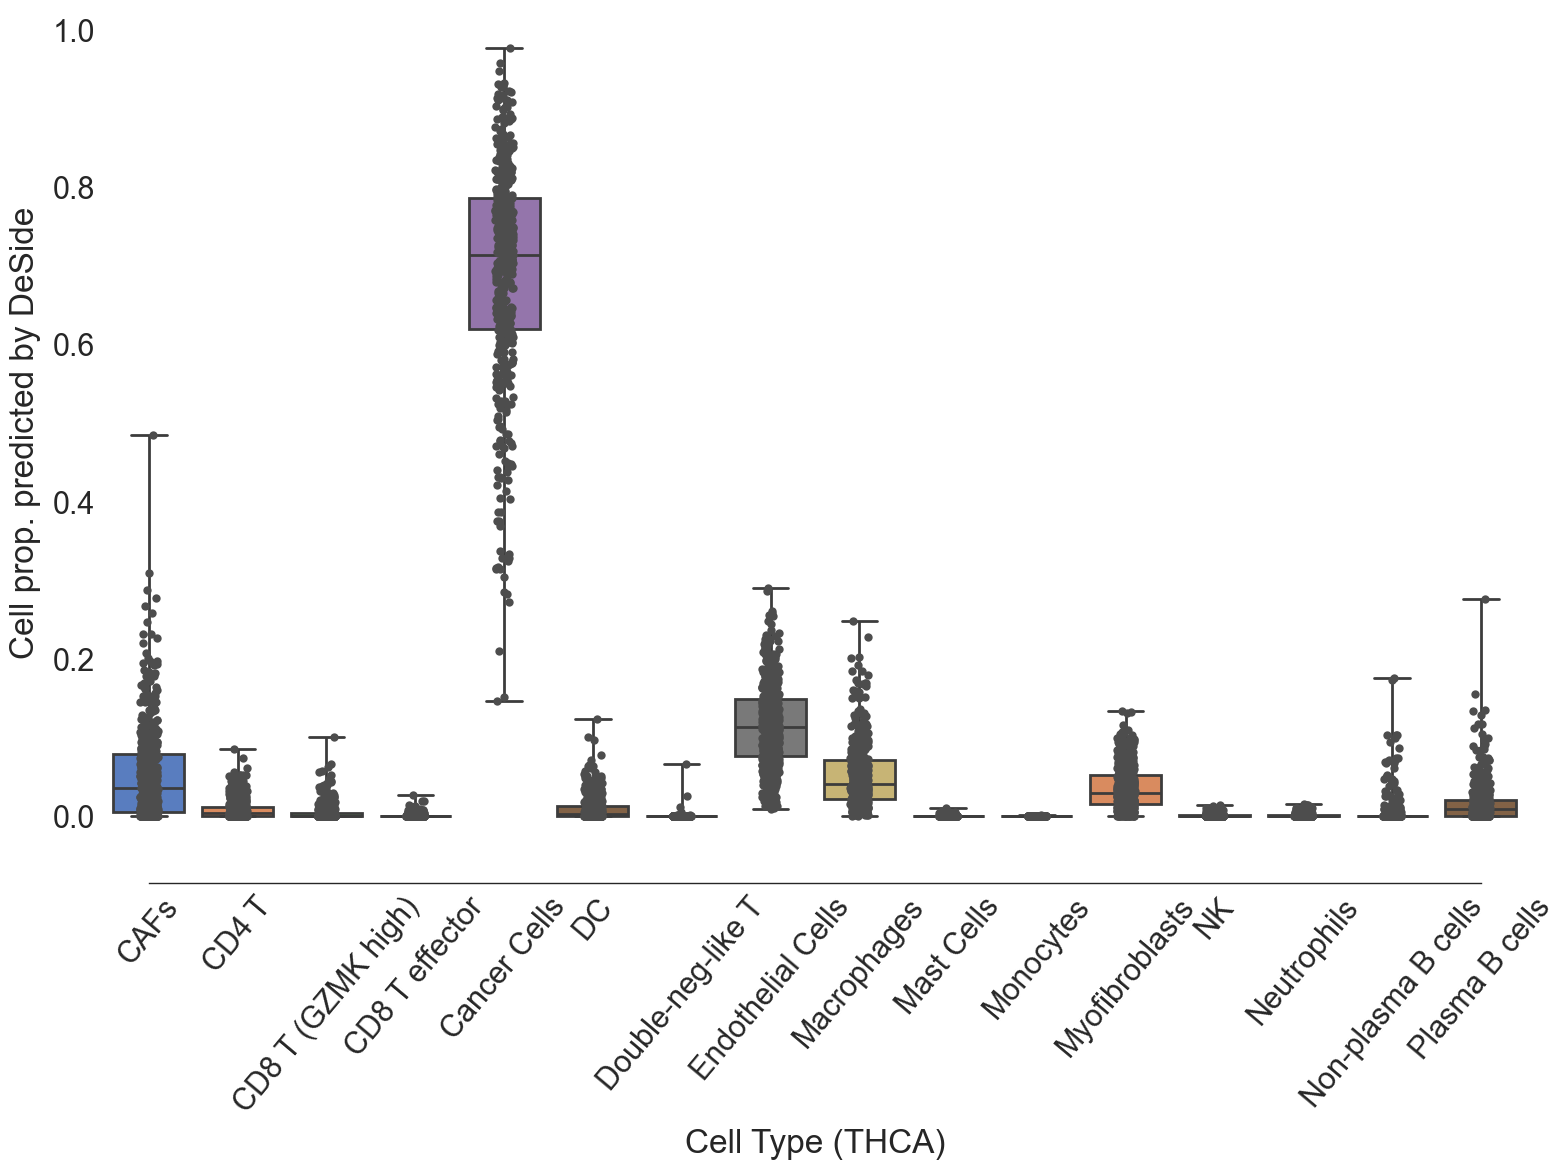 Cell prop. predicted by DeSide
1.0
0.8
0.6
0.4
0.2
0.0
CAFs
CD4 T
CD8 T (GZMK high)
CD8 T effector
Cancer Cells
DC
Double-neg-like T
Endothelial Cells
Macrophages
Mast Cells
Monocytes
Myofibroblasts
NK
Neutrophils
Non-plasma B cells
Plasma B cells
Cell Type (THCA)